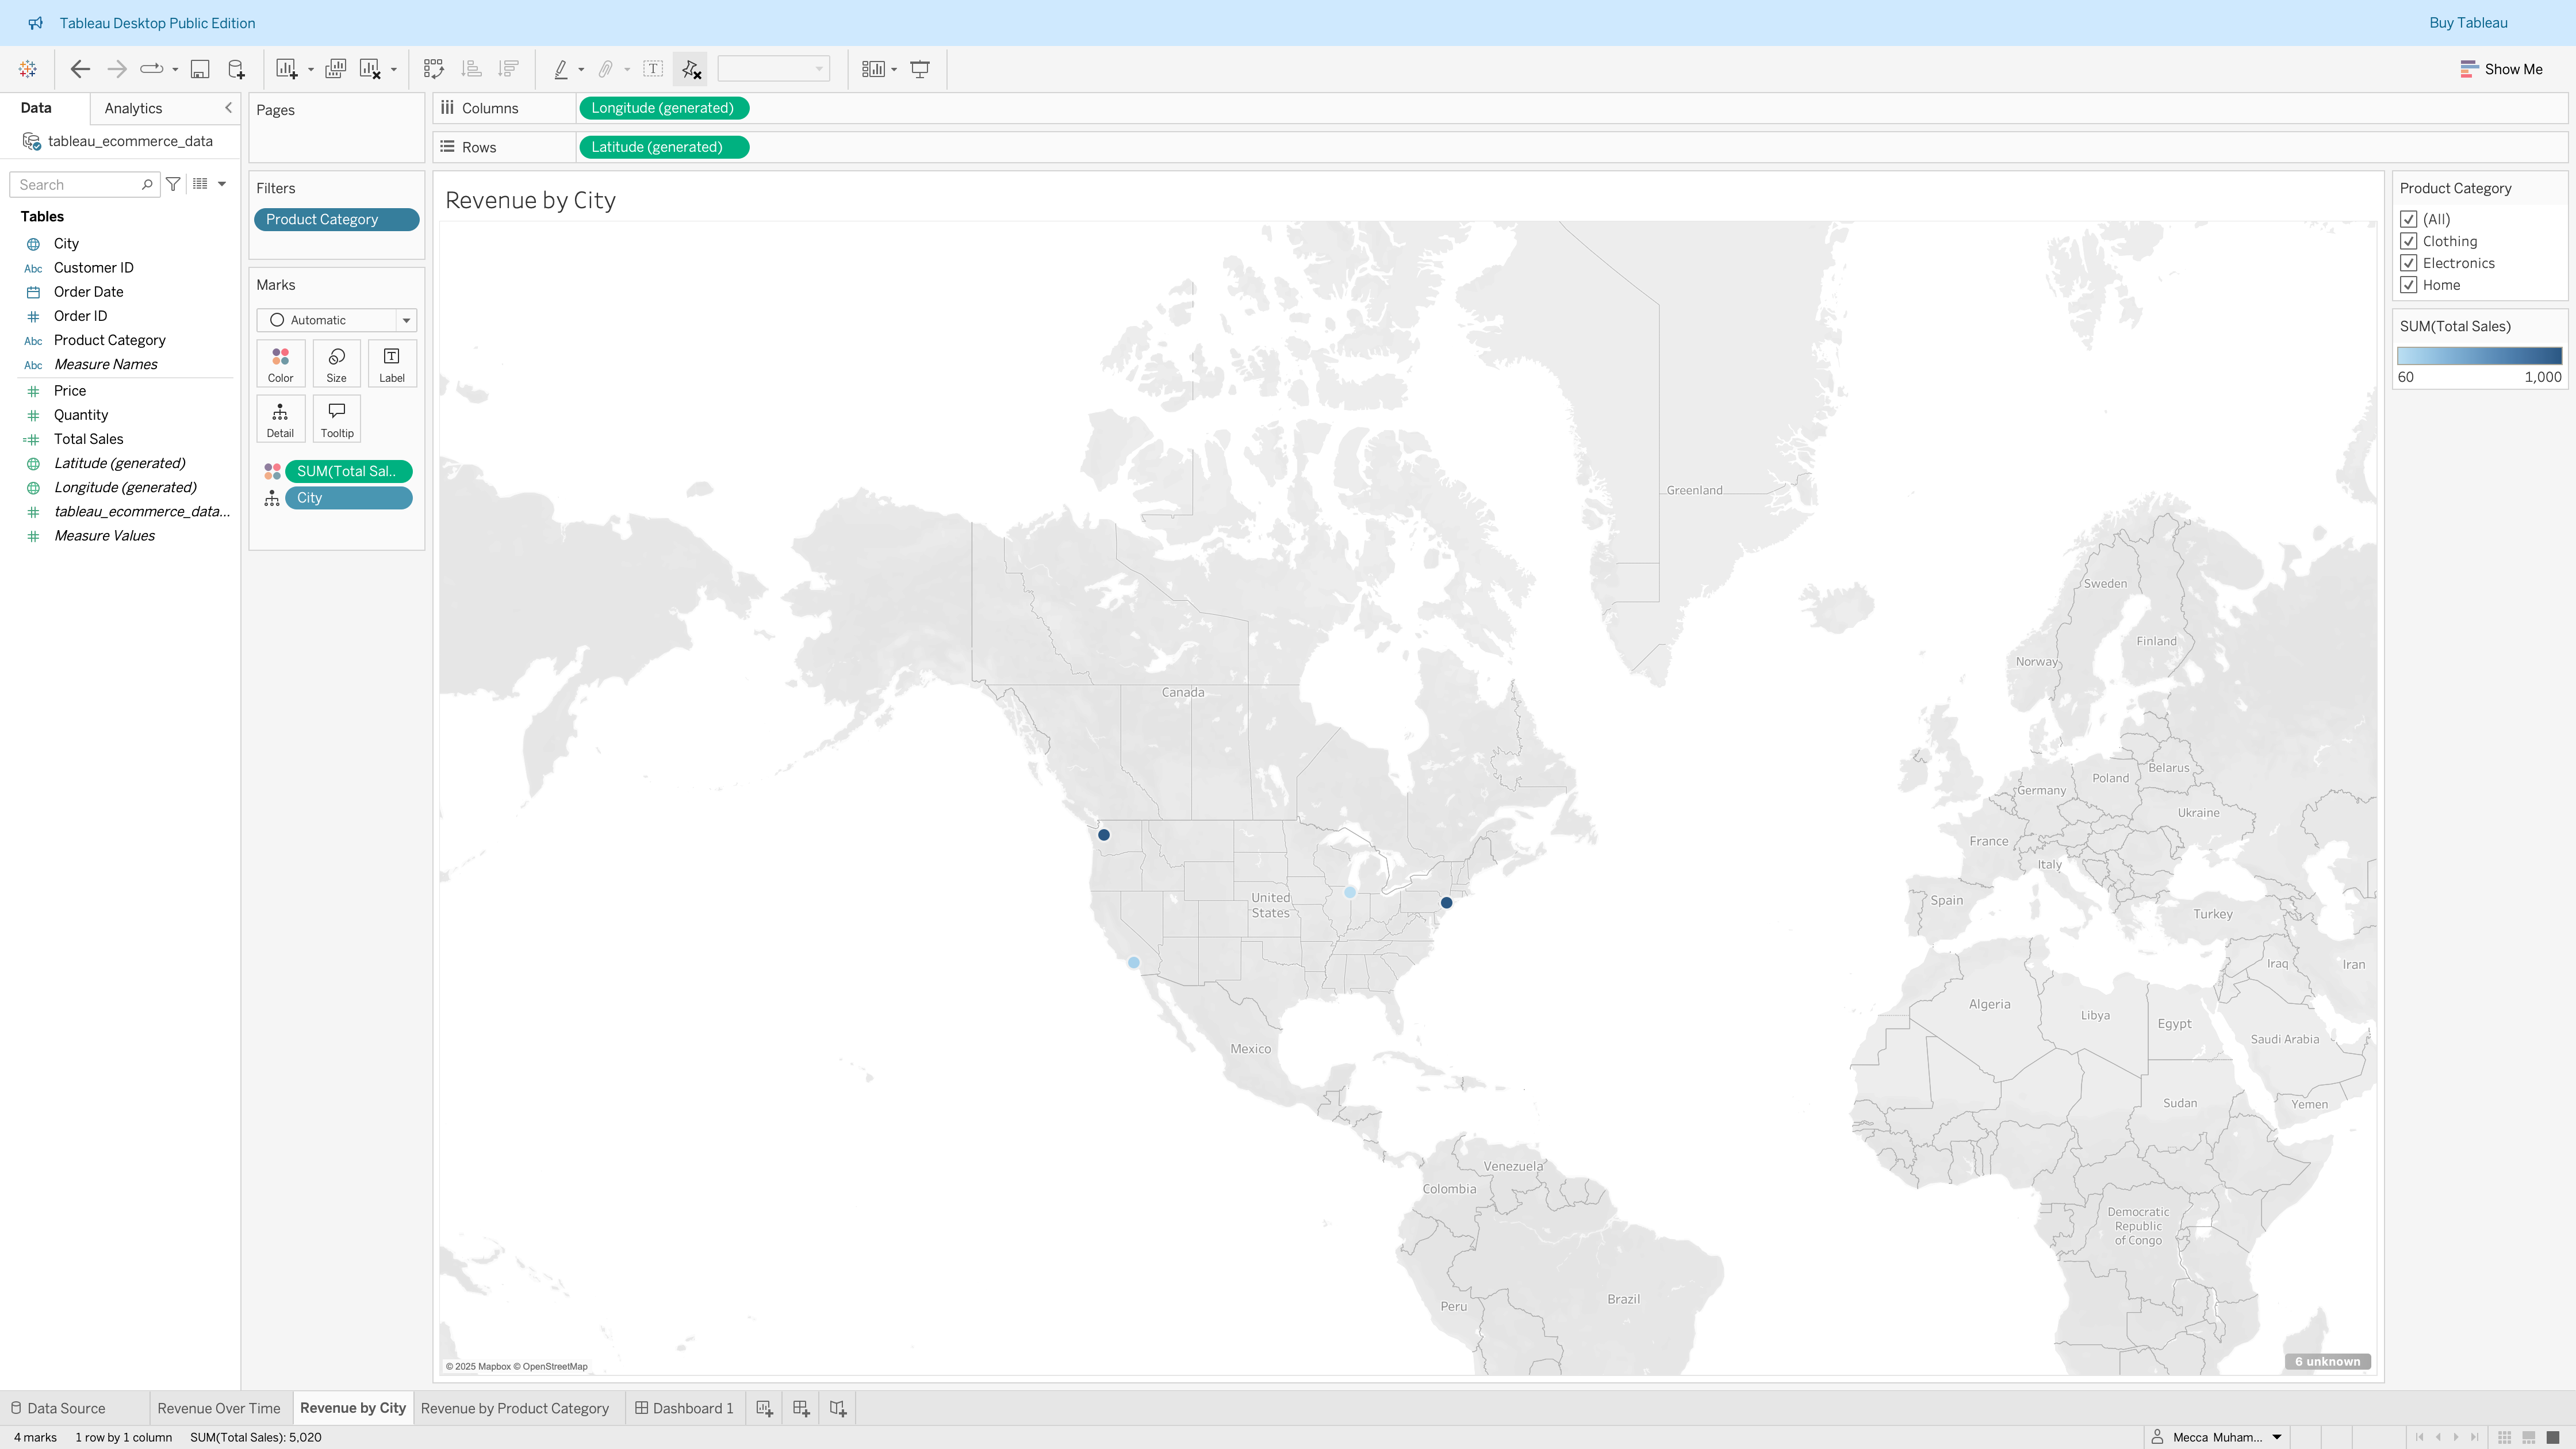 Tableau Desktop Public Edition
Buy Tableau
Show Me
Data
Analytics
tableau_ecommerce_data
Search
Tables
City
Abc Customer ID
Order Date
Order ID
Abc Product Category
Abc Measure Names
Price
Quantity
Total Sales
Latitude (generated)
Longitude (generated)
tableau_ecommerce_data...
Measure Values
Pages
Filters
Product Category
Marks
Automatic
Color
Size
Label
Detail
Tooltip
SUM(Total Sal..
City
Columns
Longitude (generated)
Rows
Latitude (generated)
Revenue by City
Greenland
Sweden
Finland
Norway
Canada
Belarus
Poland
Germany
Ukraine
France
Italy
United
States
Spain
Turkey
Iraq
Iran
Algeria
Libya
Egypt
Saudi Arabia
Mexico
Sudan
Yemen
Venezuela
Colombia
Democratic
Republic
of Congo
Brazil
Peru
© 2025 Mapbox © OpenStreetMap
6 unknown
Product Category
(All)
Clothing
Electronics
Home
SUM(Total Sales)
60
1,000
Data Source
Revenue Over Time
Revenue by City
Revenue by Product Category
Dashboard 1
4 marks
1 row by 1 column
SUM(Total Sales): 5,020
Mecca Muham...